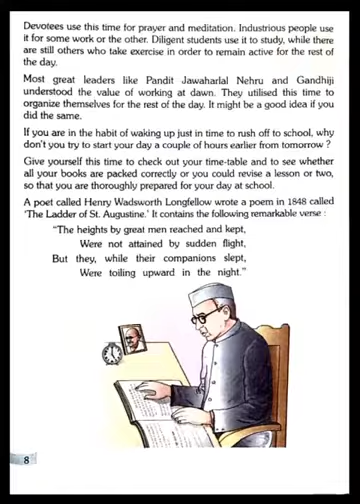 Devotees use this time for prayer and meditation. Industrious people use
it for some work or the other. Diligent students use it to study, while there
are still others who take exercise in order to remain active for the rest of
the day.
Most great leaders like Pandit Jawaharlal Nehru and Gandhiji
understood the value of working at dawn. They utilised this time to
organize themselves for the rest of the day. It might be a good idea if you
did the same.
If you are in the habit of waking up just in time to rush off to school, why
don't you try to start your day a couple of hours earlier from tomorrow ?
Give yourself this time to check out your time-table and to see whether
all your books are packed correctly or you could revise a lesson or two,
so that you are thoroughly prepared for your day at school.
A poet called Henry Wadsworth Longfellow wrote a poem in 1848 called
'The Ladder of St. Augustine.' It contains the following remarkable verse :
"The heights by great men reached and kept,
Were not attained by sudden flight,
But they, while their companions slept,
Were toiling upward in the night."
8